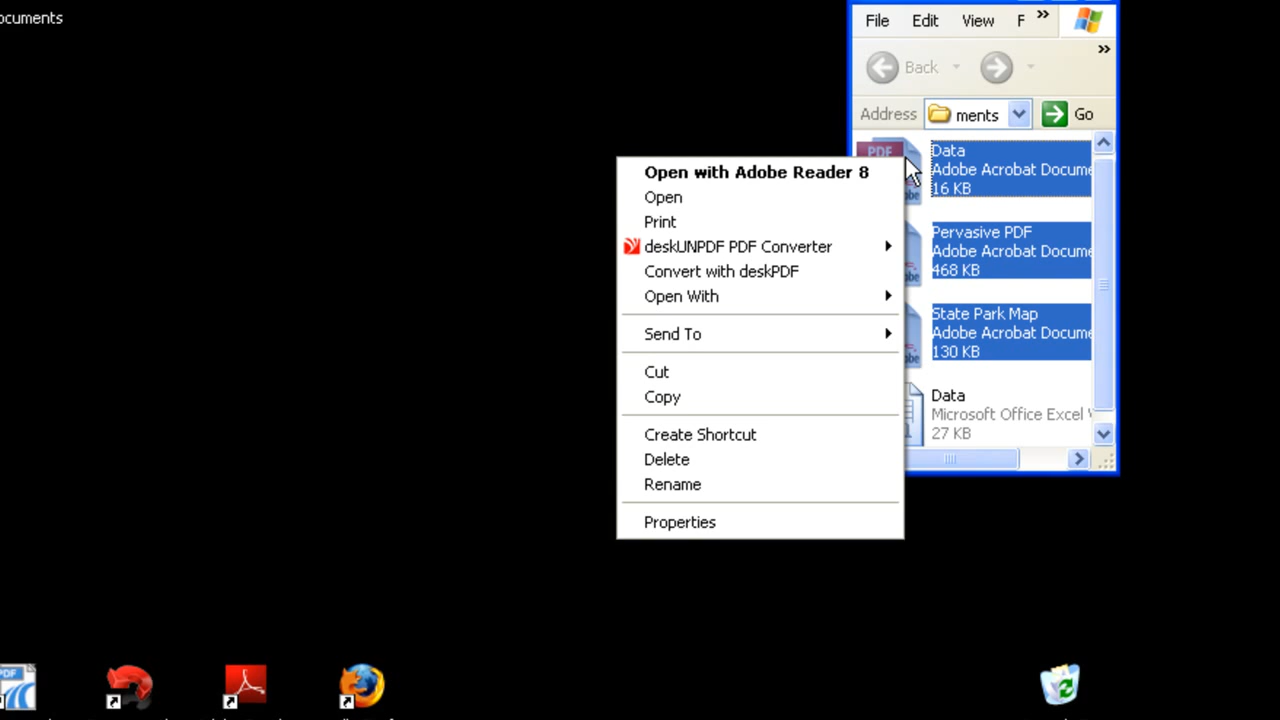 ocuments
File Edit View F
Back
Address ments Go
PDF
Data
Adobe Acrobat Docume
16 KB
Pervasive PDF
Adobe Acrobat Docume
468 KB
State Park Map
Adobe Acrobat Docume
130 KB
Data
Microsoft Office Excel
27 KB
Open with Adobe Reader 8
Open
Print
deskUNPDF PDF Converter
Convert with deskPDF
Open With
Send To
Cut
Copy
Create Shortcut
Delete
Rename
Properties
PDF